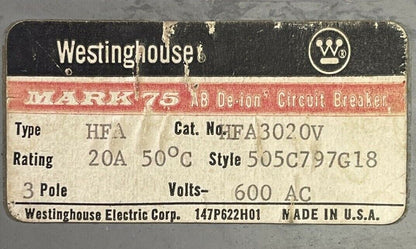 Westinghouse
W
MARK 75 AB De-ion® Circuit Breaker
Type HFA Cat. No. HFA3020V
Rating 20A 50°C Style 505C797G18
3 Pole Volts- 600 AC
Westinghouse Electric Corp. 147P622H01 MADE IN U.S.A.